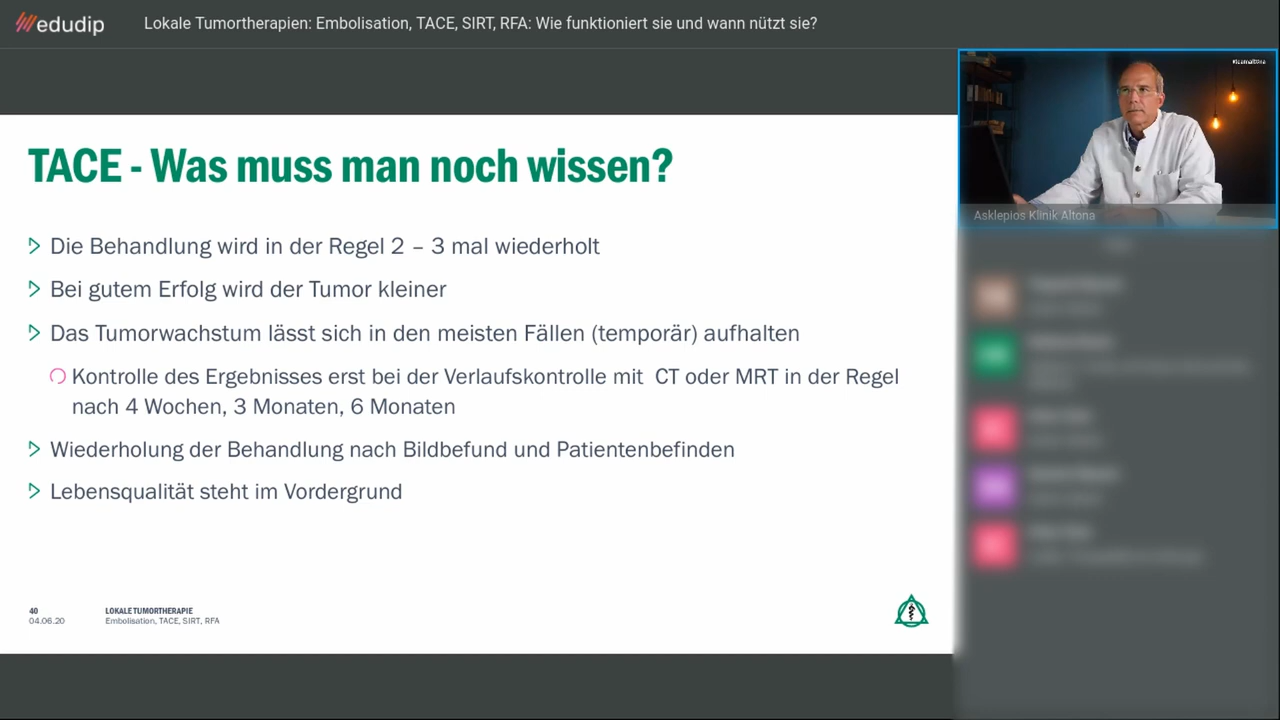 edudip
Lokale Tumortherapien: Embolisation, TACE, SIRT, RFA: Wie funktioniert sie und wann nützt sie?
TACE - Was muss man noch wissen?
Die Behandlung wird in der Regel 2 – 3 mal wiederholt
Bei gutem Erfolg wird der Tumor kleiner
Das Tumorwachstum lässt sich in den meisten Fällen (temporär) aufhalten
Kontrolle des Ergebnisses erst bei der Verlaufskontrolle mit CT oder MRT in der Regel
nach 4 Wochen, 3 Monaten, 6 Monaten
Wiederholung der Behandlung nach Bildbefund und Patientenbefinden
Lebensqualität steht im Vordergrund
40
04.06.20
LOKALE TUMORTHERAPIE
Embolisation, TACE, SIRT, RFA
Asklepios Klinik Altona